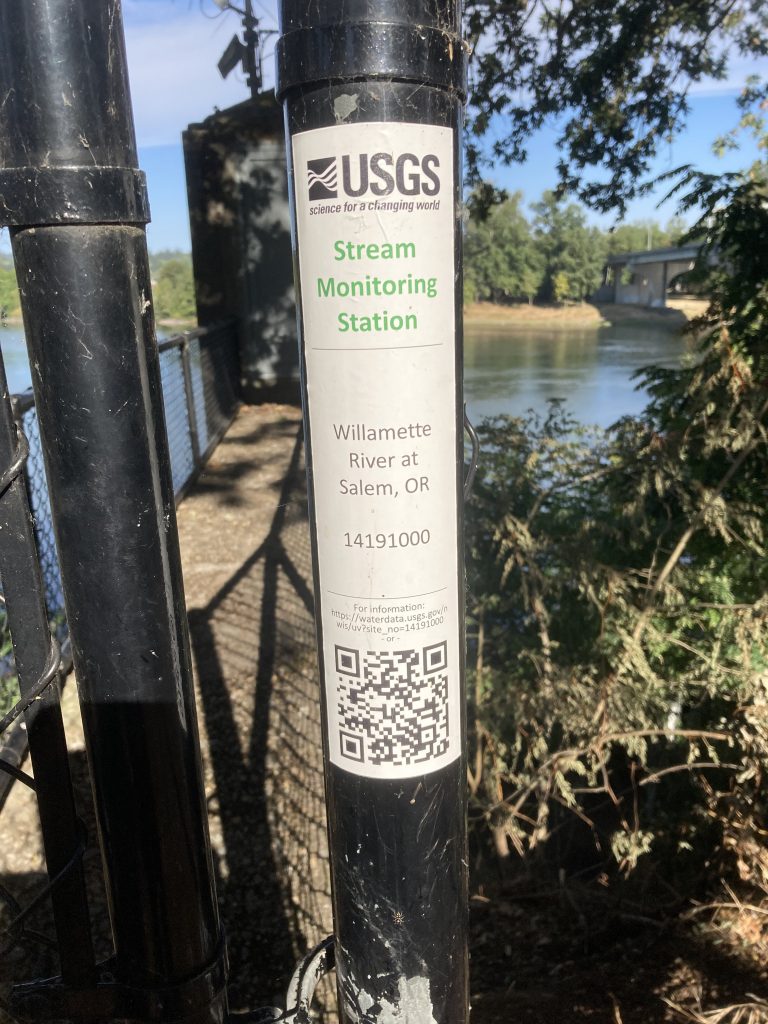 USGS
science for a changing world
Stream
Monitoring
Station
Willamette
River at
Salem, OR
14191000
For information:
https://waterdata.usgs.gov/n
wis/uv?site_no=14191000
- or -